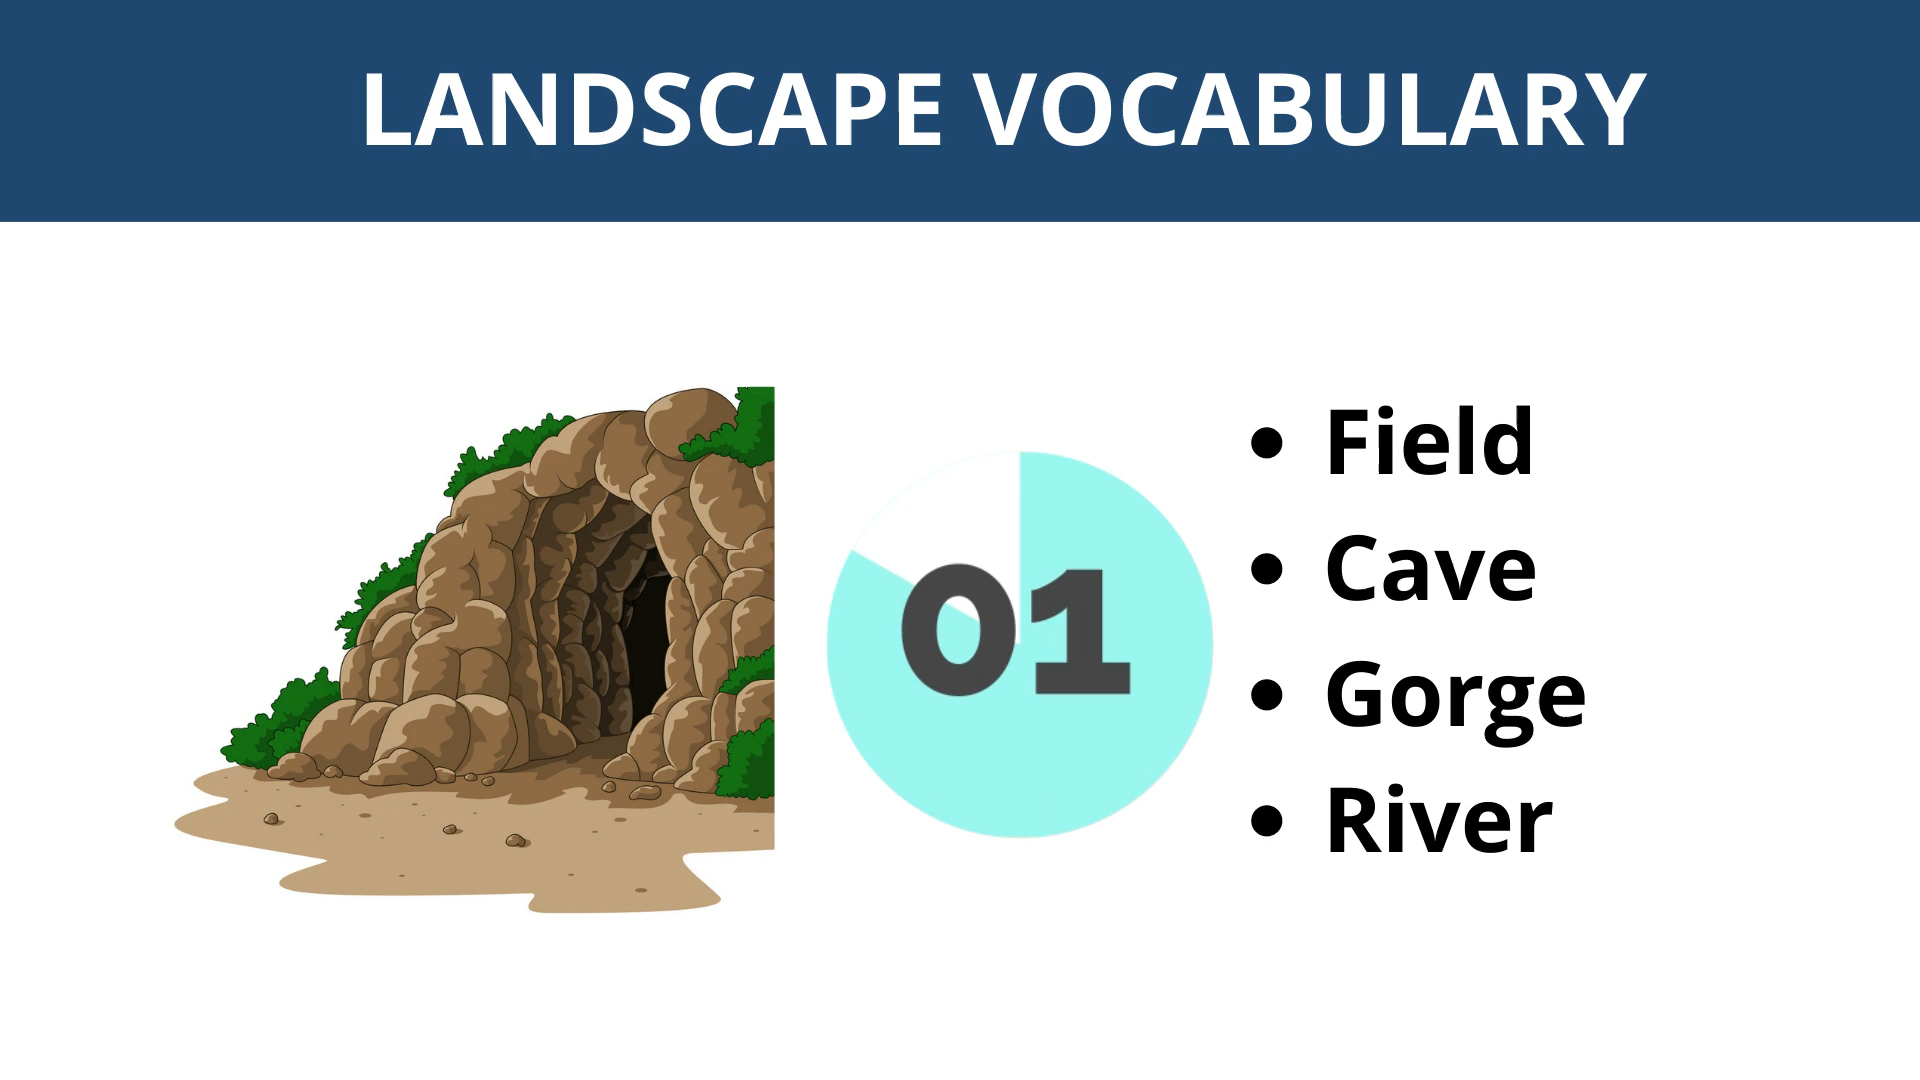 LANDSCAPE VOCABULARY
01
• Field
• Cave
• Gorge
• River